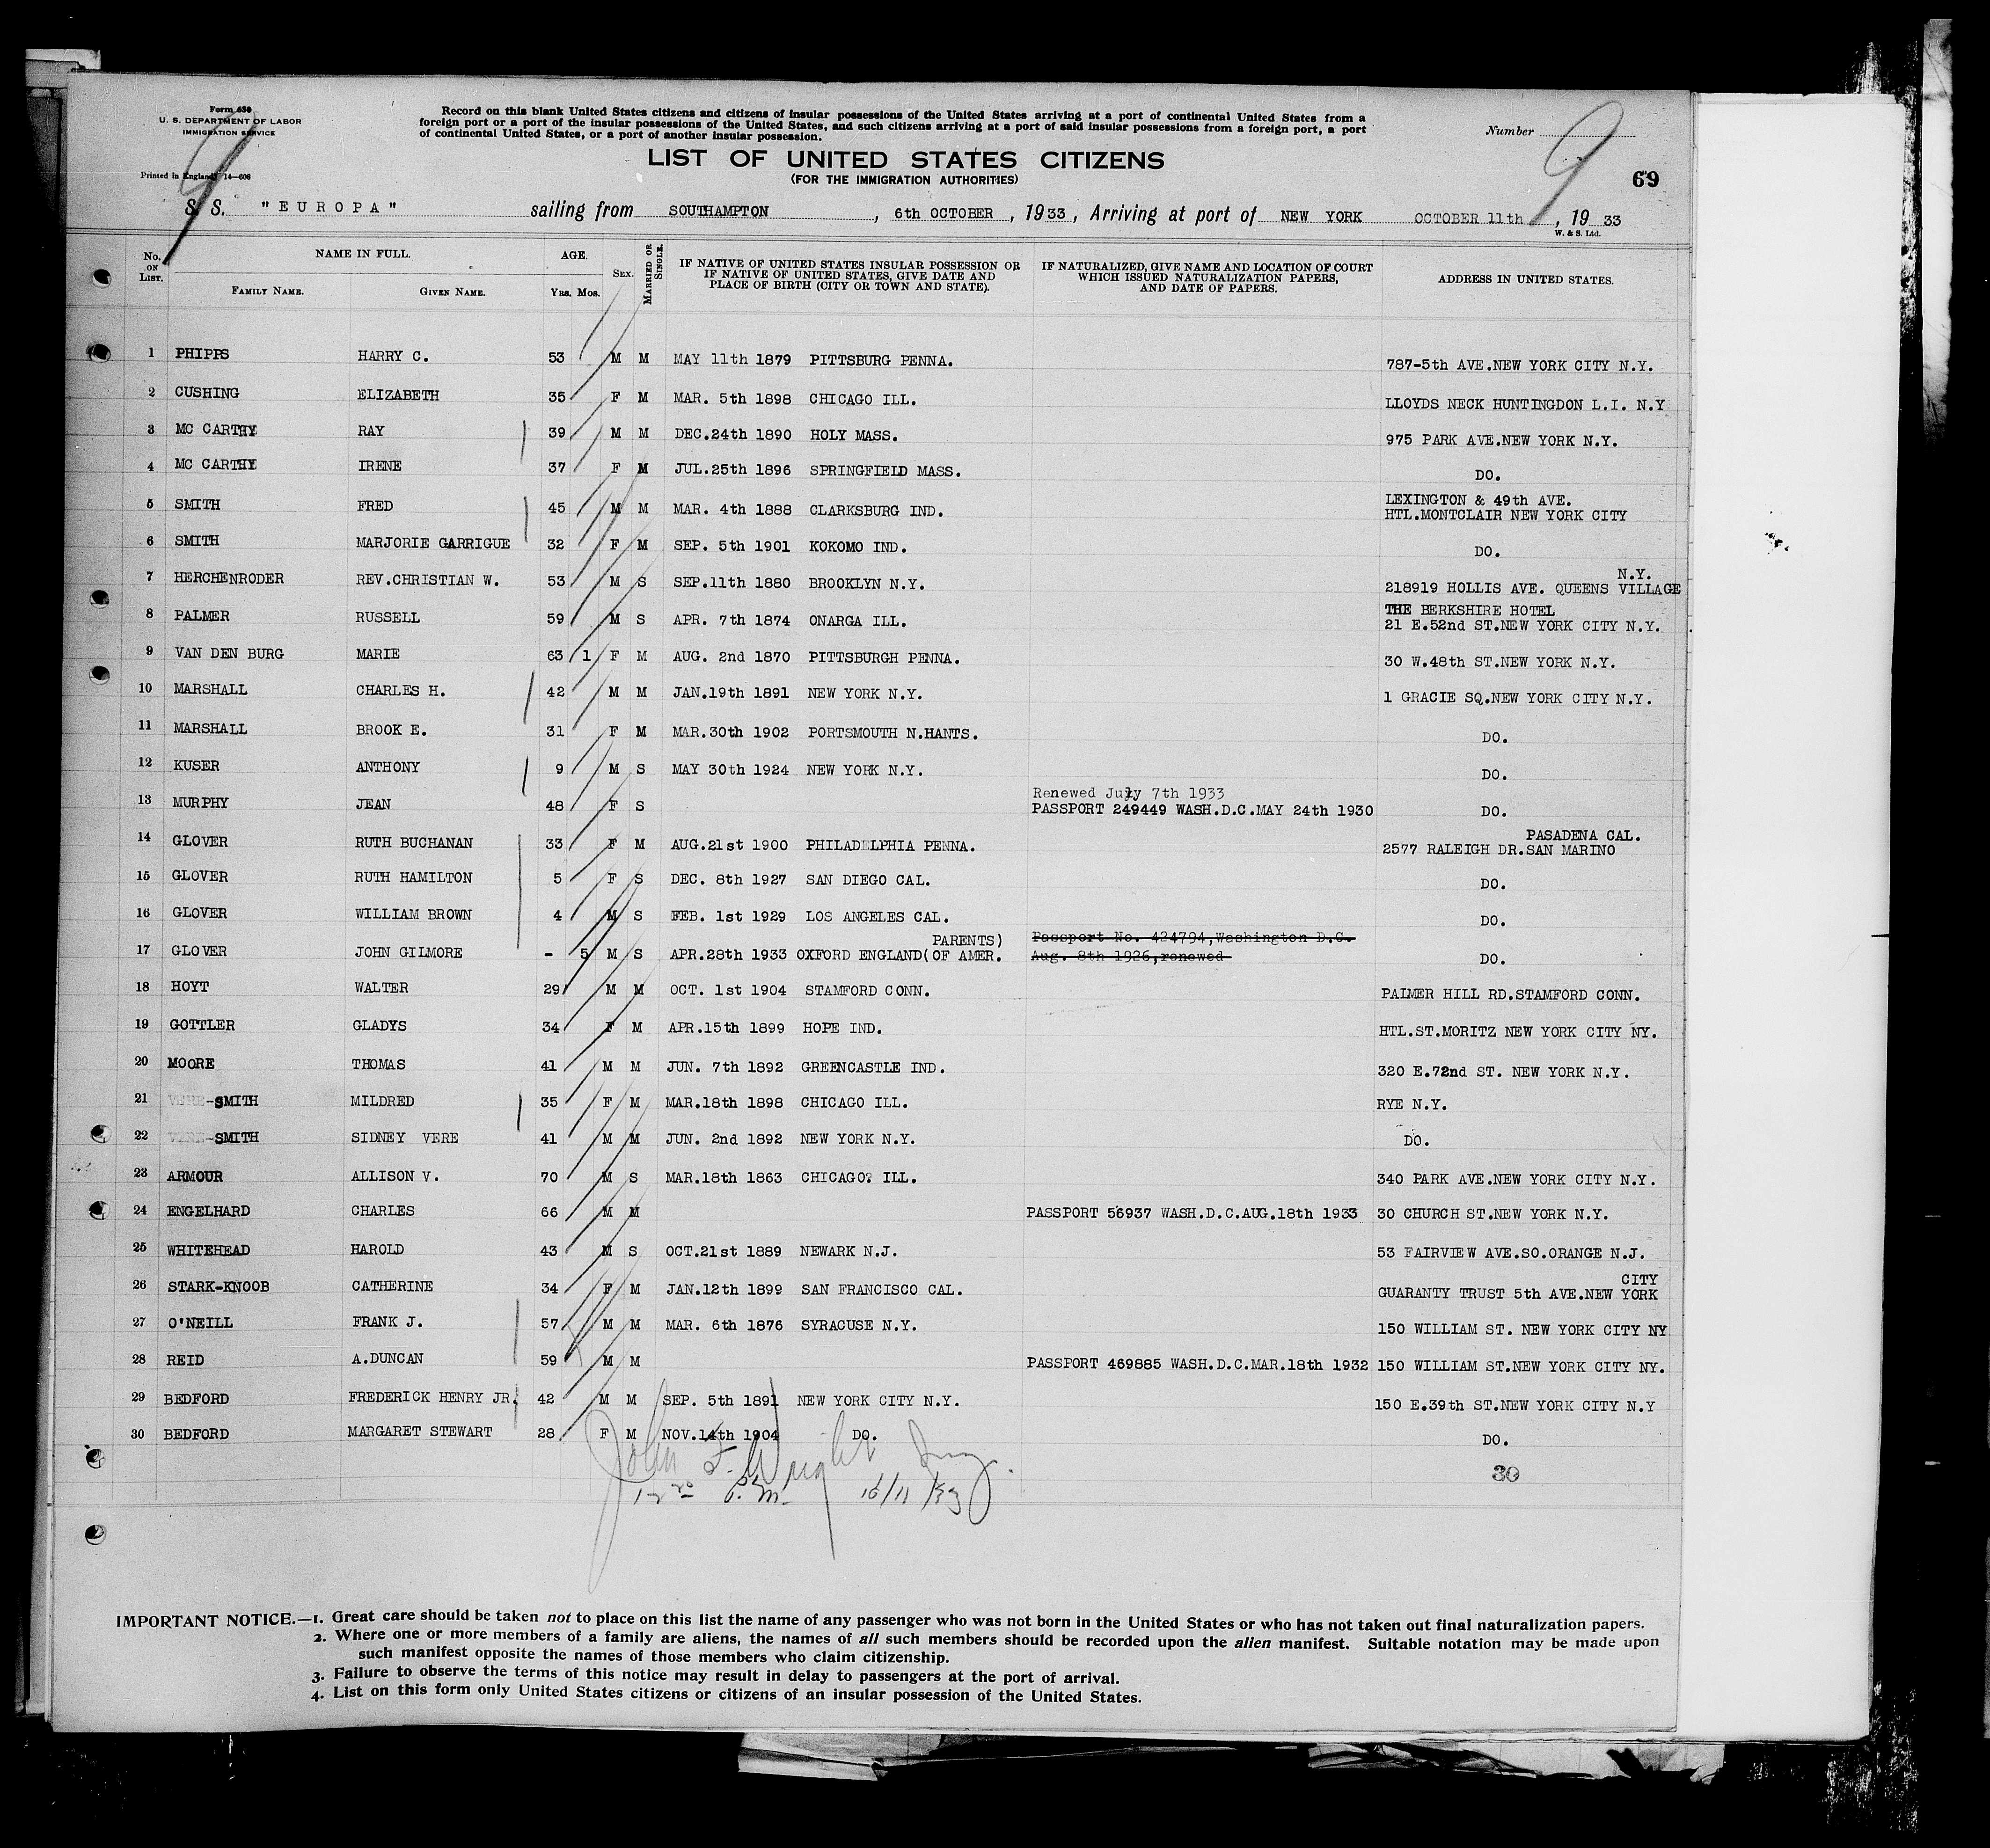 Form 630
U. S. DEPARTMENT OF LABOR
IMMIGRATION SERVICE
Printed in England 14—608
Record on this blank United States citizens and citizens of insular possessions of the United States arriving at a port of continental United States from a
foreign port or a port of the insular possessions of the United States, and such citizens arriving at a port of said insular possessions from a foreign port, a port
of continental United States, or a port of another insular possession.
Number 9
9
LIST OF UNITED STATES CITIZENS
(FOR THE IMMIGRATION AUTHORITIES)
69
S. S. "EUROPA" sailing from SOUTHAMPTON, 6th OCTOBER, 1933, Arriving at port of NEW YORK OCTOBER 11th, 19 33
W. & S. Ltd.
No. ON LIST. NAME IN FULL. FAMILY NAME. GIVEN NAME. AGE. YRS. MOS. SEX. MARRIED OR SINGLE. IF NATIVE OF UNITED STATES INSULAR POSSESSION OR IF NATIVE OF UNITED STATES, GIVE DATE AND PLACE OF BIRTH (CITY OR TOWN AND STATE). IF NATURALIZED, GIVE NAME AND LOCATION OF COURT WHICH ISSUED NATURALIZATION PAPERS, AND DATE OF PAPERS. ADDRESS IN UNITED STATES.
1 PHIPPS HARRY C. 53 M M MAY 11th 1879 PITTSBURG PENNA. 787-5th AVE.NEW YORK CITY N.Y.
2 CUSHING ELIZABETH 35 F M MAR. 5th 1898 CHICAGO ILL. LLOYDS NECK HUNTINGDON L.I. N.Y
3 MC CARTHY RAY 39 M M DEC.24th 1890 HOLY MASS. 975 PARK AVE.NEW YORK N.Y.
4 MC CARTHY IRENE 37 F M JUL.25th 1896 SPRINGFIELD MASS. DO.
5 SMITH FRED 45 M M MAR. 4th 1888 CLARKSBURG IND. LEXINGTON & 49th AVE.
HTL.MONTCLAIR NEW YORK CITY
6 SMITH MARJORIE GARRIGUE 32 F M SEP. 5th 1901 KOKOMO IND. DO.
7 HERCHENRODER REV.CHRISTIAN W. 53 M S SEP.11th 1880 BROOKLYN N.Y. N.Y.
218919 HOLLIS AVE. QUEENS VILLAGE
8 PALMER RUSSELL 59 M S APR. 7th 1874 ONARGA ILL. THE BERKSHIRE HOTEL
21 E.52nd ST.NEW YORK CITY N.Y.
9 VAN DEN BURG MARIE 63 1 F M AUG. 2nd 1870 PITTSBURGH PENNA. 30 W.48th ST.NEW YORK N.Y.
10 MARSHALL CHARLES H. 42 M M JAN.19th 1891 NEW YORK N.Y. 1 GRACIE SQ.NEW YORK CITY N.Y.
11 MARSHALL BROOK E. 31 F M MAR.30th 1902 PORTSMOUTH N.HANTS. DO.
12 KUSER ANTHONY 9 M S MAY 30th 1924 NEW YORK N.Y. DO.
Renewed July 7th 1933
13 MURPHY JEAN 48 F S PASSPORT 249449 WASH.D.C.MAY 24th 1930 DO.
14 GLOVER RUTH BUCHANAN 33 F M AUG.21st 1900 PHILADELPHIA PENNA. PASADENA CAL.
2577 RALEIGH DR.SAN MARINO
15 GLOVER RUTH HAMILTON 5 F S DEC. 8th 1927 SAN DIEGO CAL. DO.
16 GLOVER WILLIAM BROWN 4 M S FEB. 1st 1929 LOS ANGELES CAL. DO.
PARENTS) Passport No. 424794,Washington D.C.
17 GLOVER JOHN GILMORE - 5 M S APR.28th 1933 OXFORD ENGLAND(OF AMER. Aug. 8th 1926,renewed DO.
18 HOYT WALTER 29 M M OCT. 1st 1904 STAMFORD CONN. PALMER HILL RD.STAMFORD CONN.
19 GOTTLER GLADYS 34 F M APR.15th 1899 HOPE IND. HTL.ST.MORITZ NEW YORK CITY NY.
20 MOORE THOMAS 41 M M JUN. 7th 1892 GREENCASTLE IND. 320 E.72nd ST. NEW YORK N.Y.
21 VERE-SMITH MILDRED 35 F M MAR.18th 1898 CHICAGO ILL. RYE N.Y.
22 VERE-SMITH SIDNEY VERE 41 M M JUN. 2nd 1892 NEW YORK N.Y. DO.
23 ARMOUR ALLISON V. 70 M S MAR.18th 1863 CHICAGO? ILL. 340 PARK AVE.NEW YORK CITY N.Y.
24 ENGELHARD CHARLES 66 M M PASSPORT 56937 WASH.D.C.AUG.18th 1933 30 CHURCH ST.NEW YORK N.Y.
25 WHITEHEAD HAROLD 43 M S OCT.21st 1889 NEWARK N.J. 53 FAIRVIEW AVE.SO.ORANGE N.J.
26 STARK-KNOOB CATHERINE 34 F M JAN.12th 1899 SAN FRANCISCO CAL. CITY
GUARANTY TRUST 5th AVE.NEW YORK
27 O'NEILL FRANK J. 57 M M MAR. 6th 1876 SYRACUSE N.Y. 150 WILLIAM ST. NEW YORK CITY NY
28 REID A.DUNCAN 59 M M PASSPORT 469885 WASH.D.C.MAR.18th 1932 150 WILLIAM ST.NEW YORK CITY NY.
29 BEDFORD FREDERICK HENRY JR. 42 M M SEP. 5th 1891 NEW YORK CITY N.Y. 150 E.39th ST.NEW YORK CITY N.Y
30 BEDFORD MARGARET STEWART 28 F M NOV.14th 1904 DO. DO.
John F. Wright
30
P.M.
IMPORTANT NOTICE.—1. Great care should be taken not to place on this list the name of any passenger who was not born in the United States or who has not taken out final naturalization papers.
2. Where one or more members of a family are aliens, the names of all such members should be recorded upon the alien manifest. Suitable notation may be made upon
such manifest opposite the names of those members who claim citizenship.
3. Failure to observe the terms of this notice may result in delay to passengers at the port of arrival.
4. List on this form only United States citizens or citizens of an insular possession of the United States.